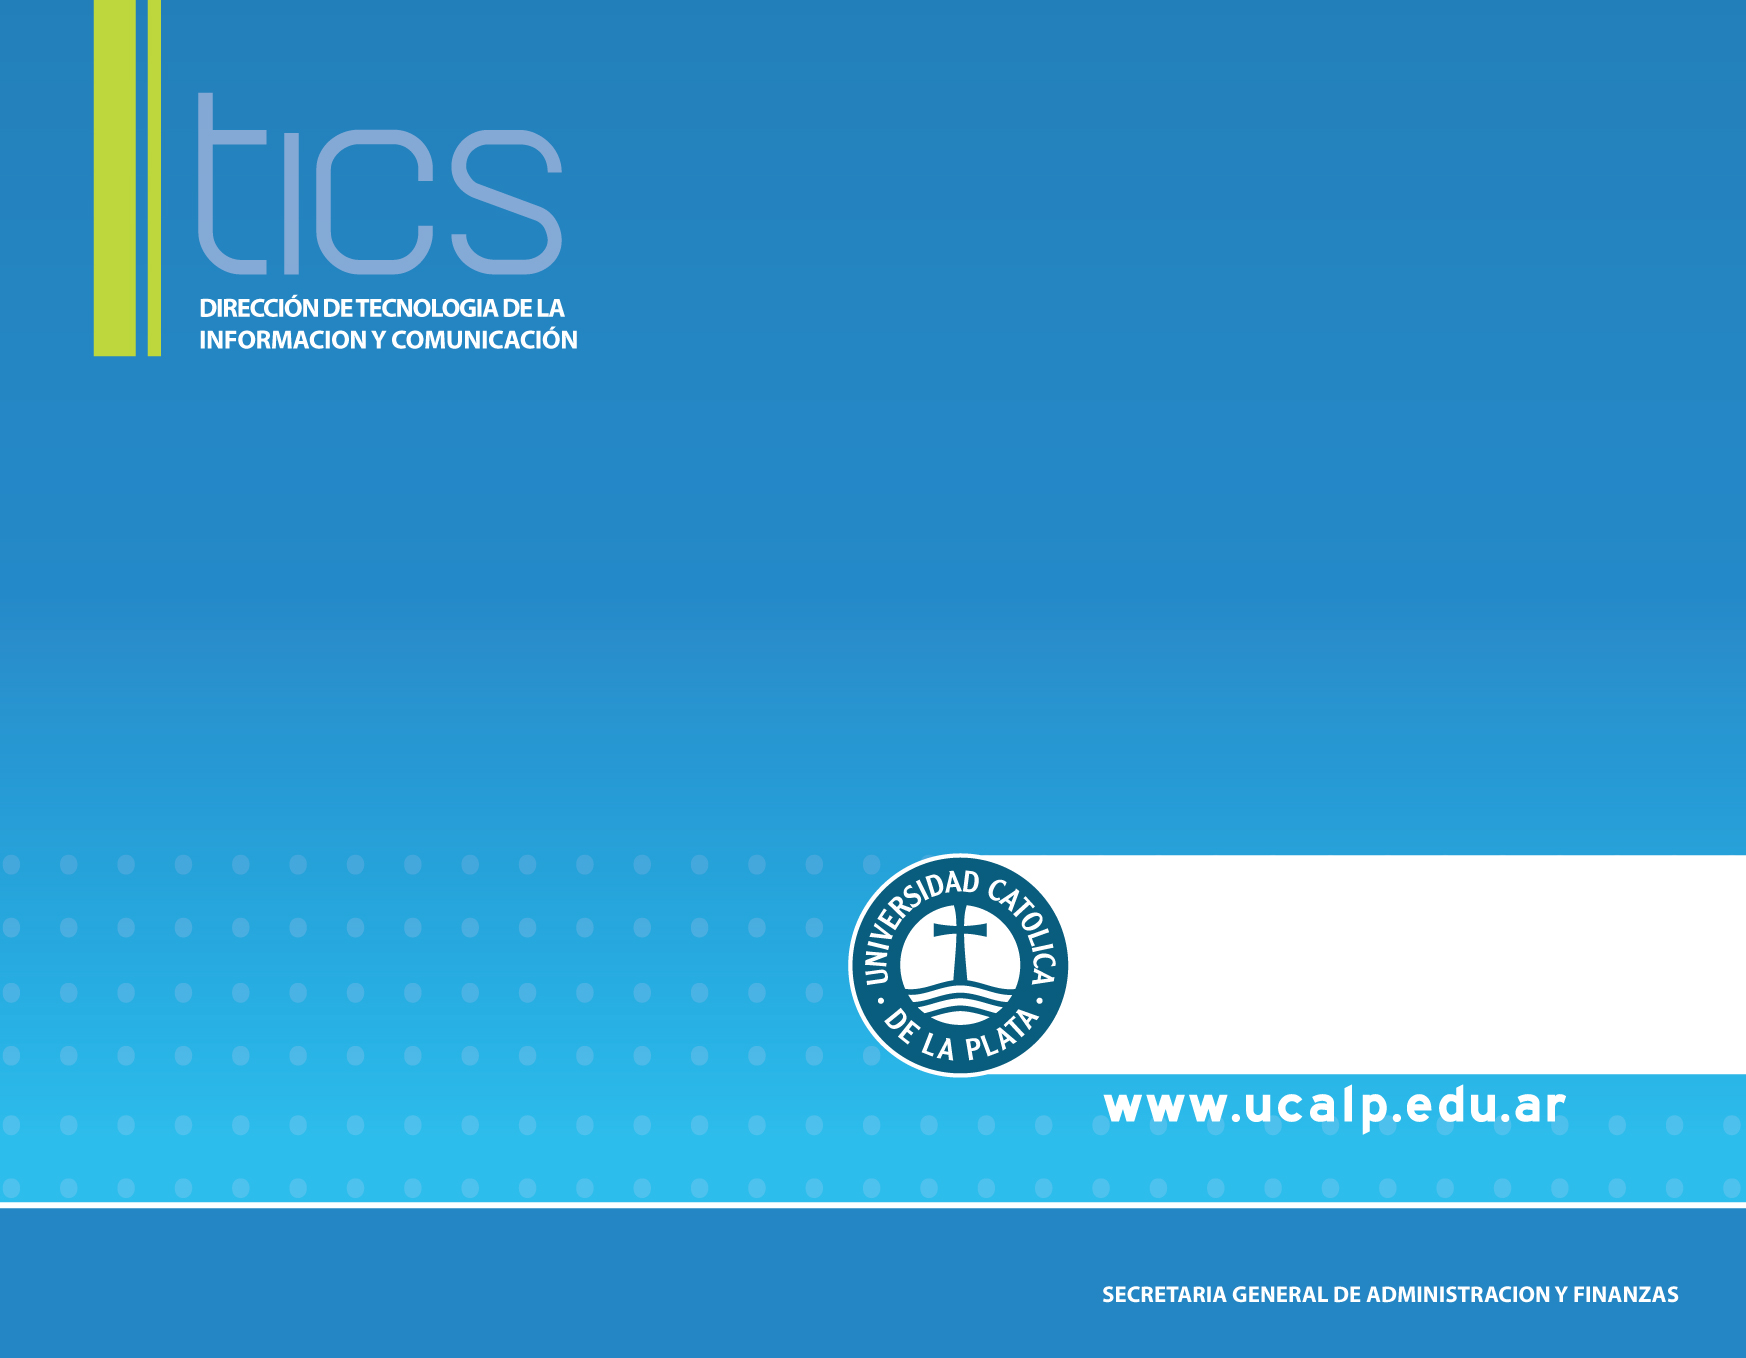 tics
DIRECCIÓN DE TECNOLOGIA DE LA
INFORMACION Y COMUNICACIÓN
UNIVERSIDAD CATOLICA
· DE LA PLATA ·
www.ucalp.edu.ar
SECRETARIA GENERAL DE ADMINISTRACION Y FINANZAS